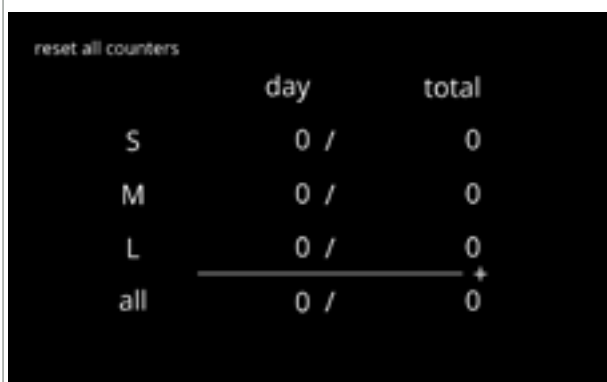 reset all counters
day total
S 0 / 0
M 0 / 0
L 0 / 0
+
all 0 / 0